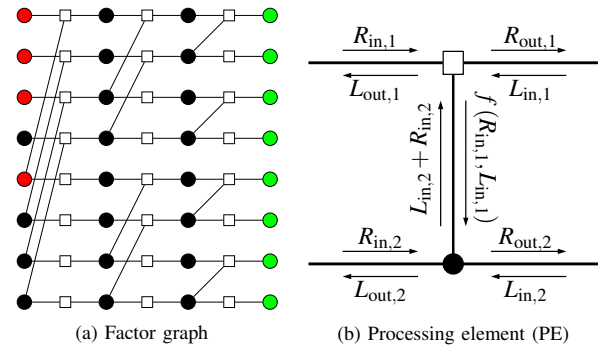 R_in,1 R_out,1
L_out,1 L_in,1
L_in,2 + R_in,2
f (R_in,1, L_in,1)
R_in,2 R_out,2
L_out,2 L_in,2
(a) Factor graph
(b) Processing element (PE)